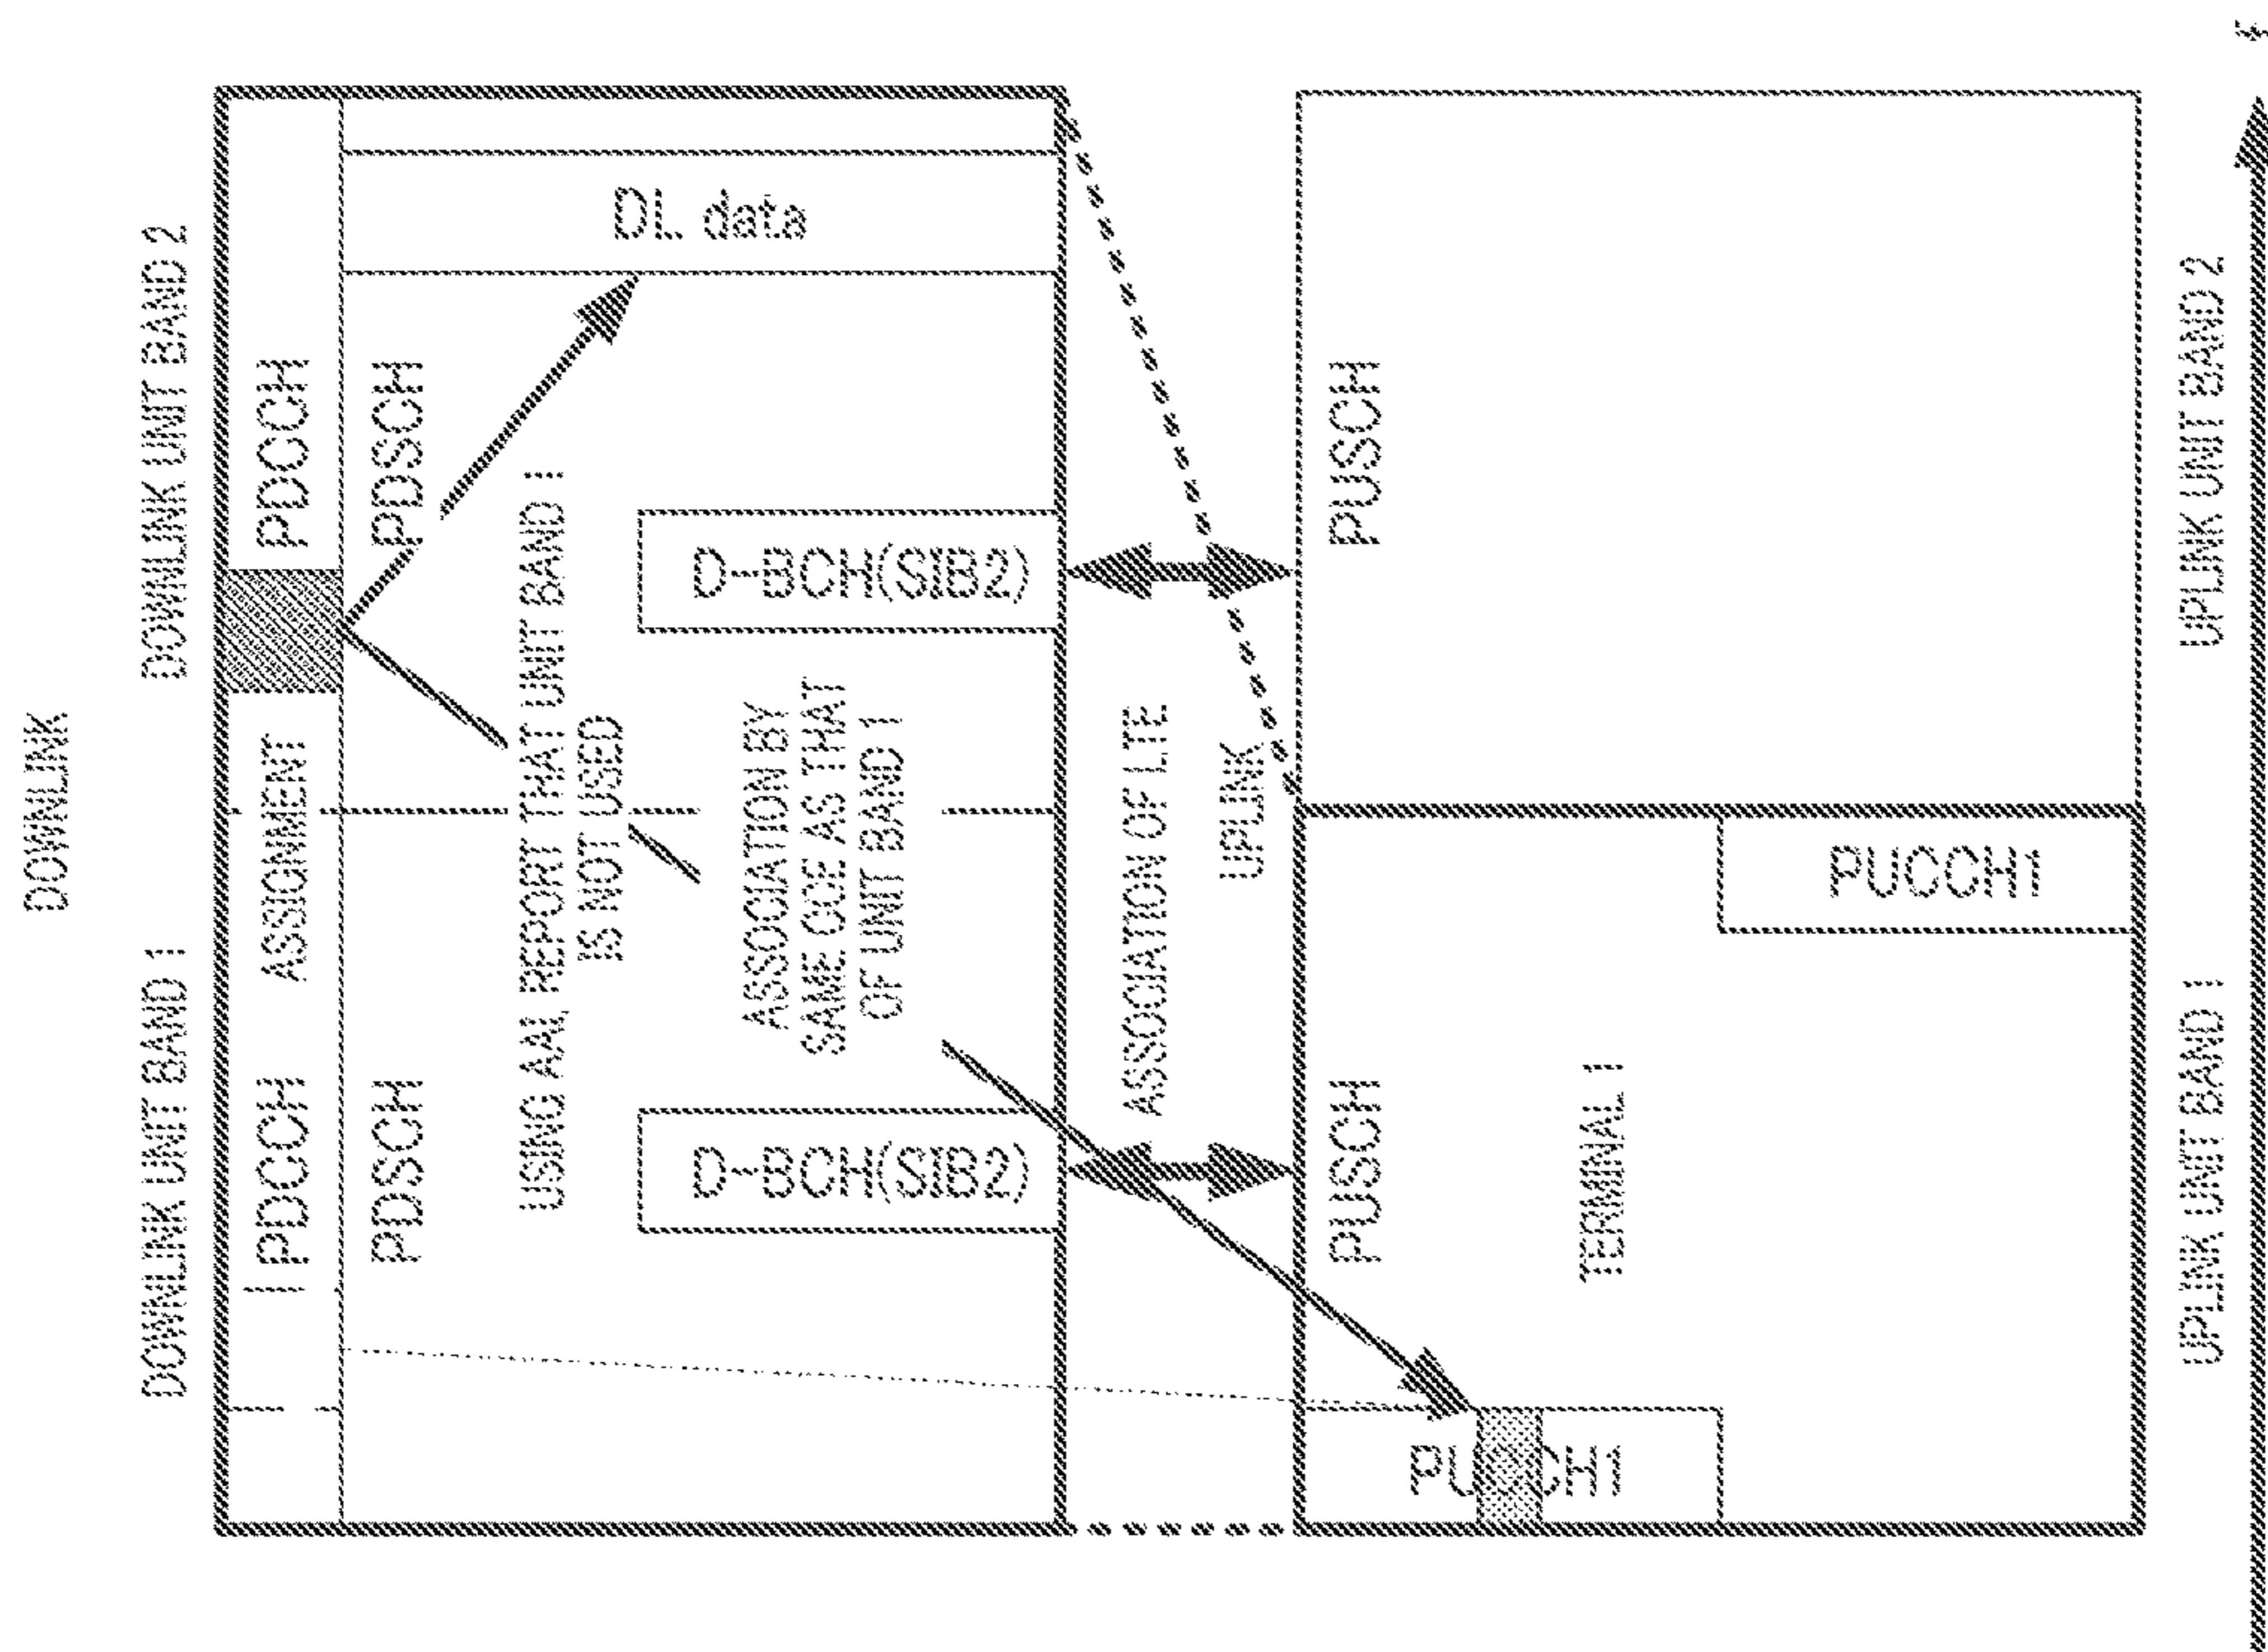 DOWNLINK
DOWNLINK UNIT BAND 1
DOWNLINK UNIT BAND 2
PDCCH
ASSIGNMENT
PDCCH
PDSCH
PDSCH
DL data
USING AAI, REPORT THAT UNIT BAND 1
IS NOT USED
D-BCH(SIB2)
D-BCH(SIB2)
ASSOCIATION BY
SAME CCE AS THAT
OF UNIT BAND 1
ASSOCIATION OF LTE
UPLINK
PUSCH
PUSCH
TERMINAL 1
PUCCH1
PUCCH1
UPLINK UNIT BAND 1
UPLINK UNIT BAND 2
f